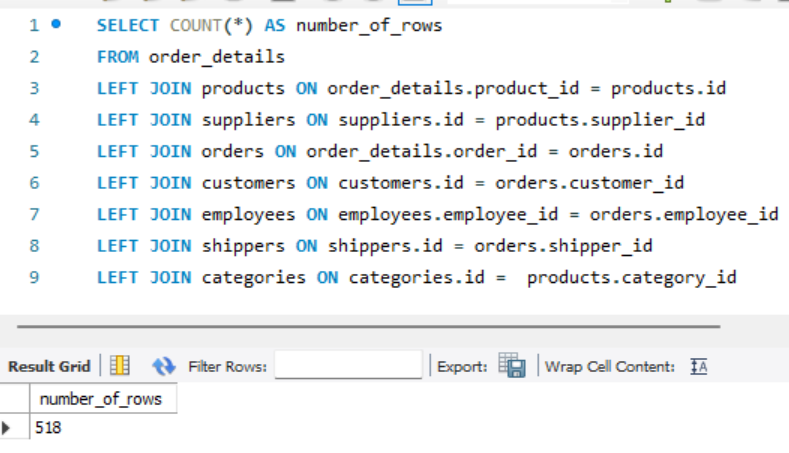 1 SELECT COUNT(*) AS number_of_rows
2 FROM order_details
3 LEFT JOIN products ON order_details.product_id = products.id
4 LEFT JOIN suppliers ON suppliers.id = products.supplier_id
5 LEFT JOIN orders ON order_details.order_id = orders.id
6 LEFT JOIN customers ON customers.id = orders.customer_id
7 LEFT JOIN employees ON employees.employee_id = orders.employee_id
8 LEFT JOIN shippers ON shippers.id = orders.shipper_id
9 LEFT JOIN categories ON categories.id =  products.category_id
Result Grid Filter Rows: Export: Wrap Cell Content: IA
number_of_rows
518